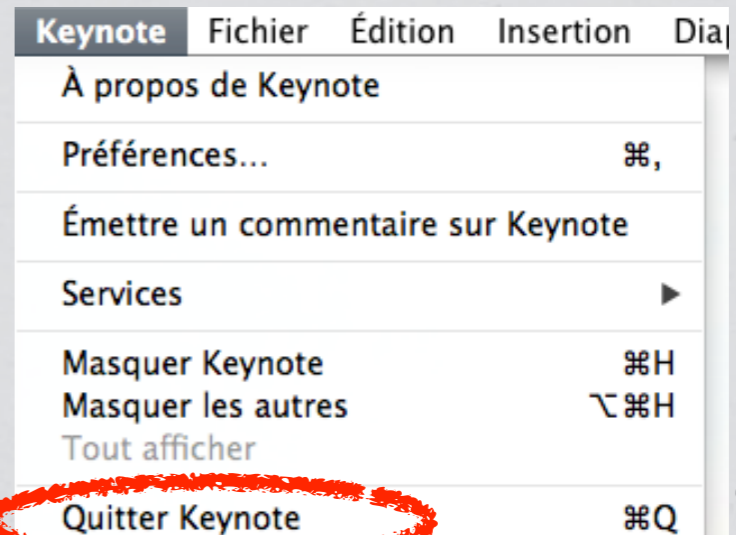 Keynote Fichier Édition Insertion
À propos de Keynote
Préférences... ⌘,
Émettre un commentaire sur Keynote
Services ▶
Masquer Keynote ⌘H
Masquer les autres ⌥⌘H
Tout afficher
Quitter Keynote ⌘Q